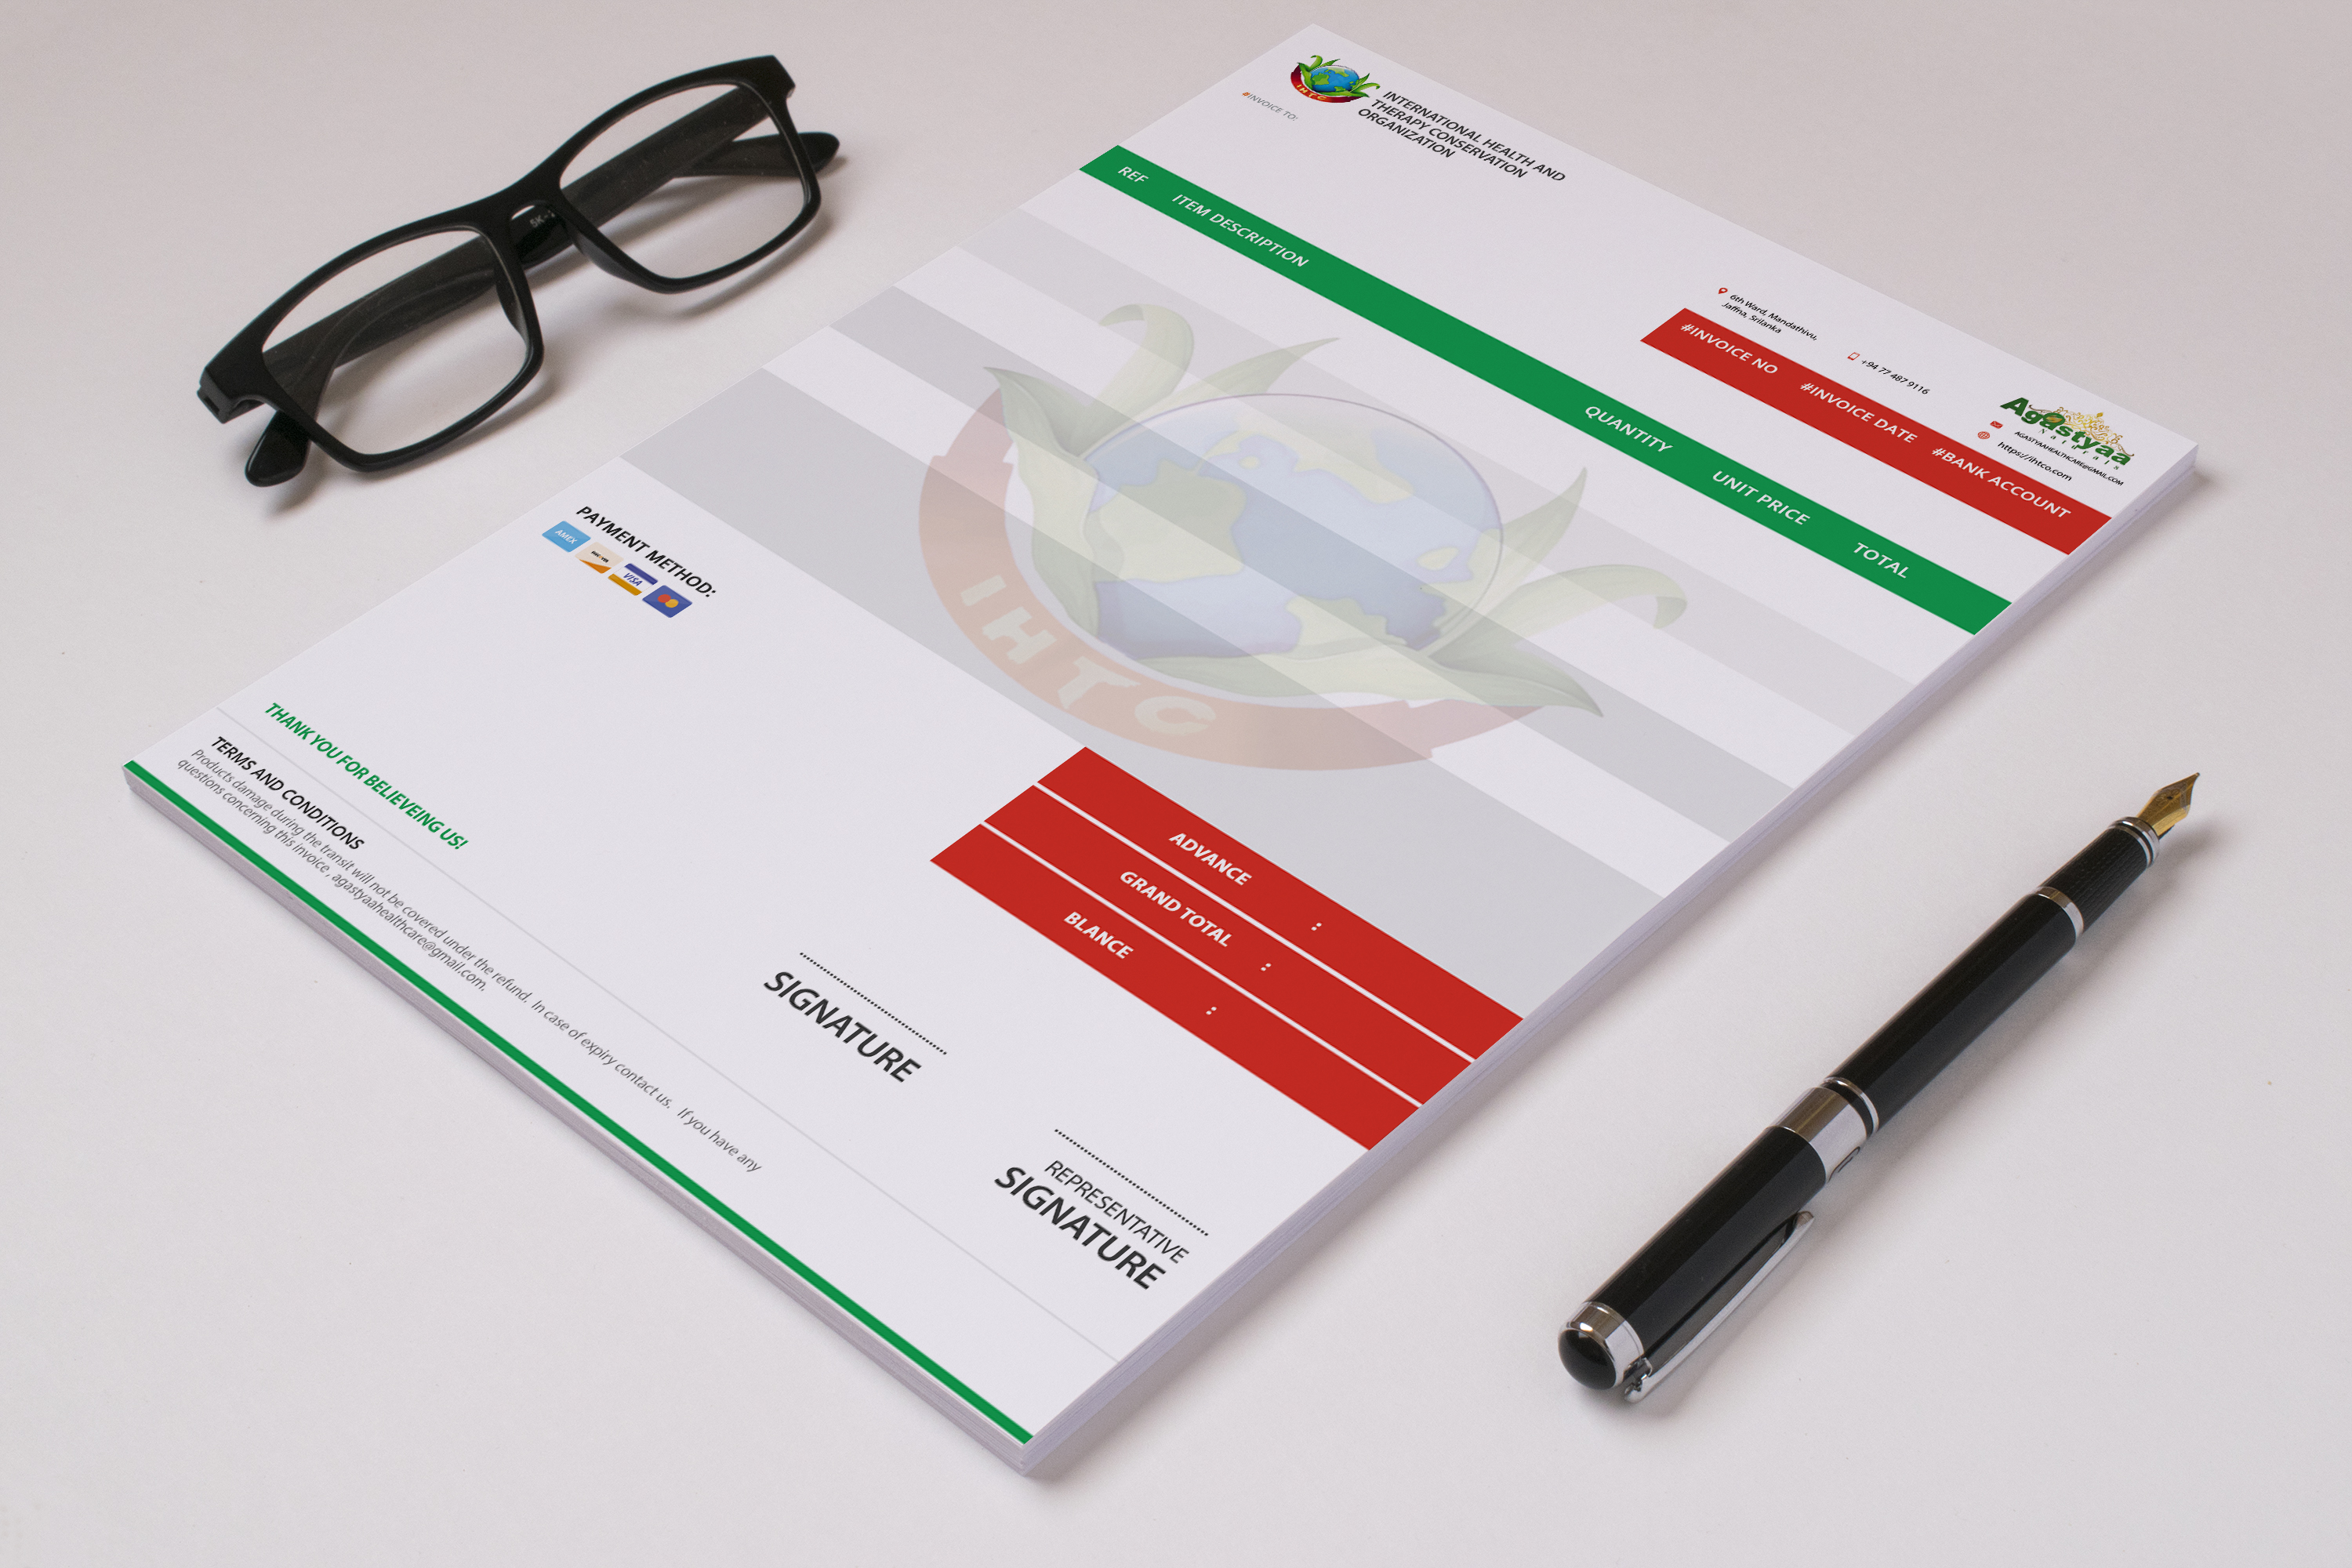 IHTC
INTERNATIONAL HEALTH AND
THERAPY CONSERVATION
ORGANIZATION
#INVOICE TO:
6th Ward, Mandathivu,
Jaffna, Srilanka
+94 77 487 9116
Agastyaa
Naturals
AGASTYAAHEALTHCARE@GMAIL.COM
https://ihtco.com
#INVOICE NO #INVOICE DATE #BANK ACCOUNT
REF ITEM DESCRIPTION QUANTITY UNIT PRICE TOTAL
IHTC
PAYMENT METHOD:
AMEX
VISA
ADVANCE :
GRAND TOTAL :
BLANCE :
THANK YOU FOR BELIEVEING US!
SIGNATURE
REPRESENTATIVE
SIGNATURE
TERMS AND CONDITIONS
Products damage during the transit will not be covered under the refund. In case of expiry contact us. If you have any
questions concerning this invoice , agastyaahealthcare@gmail.com.